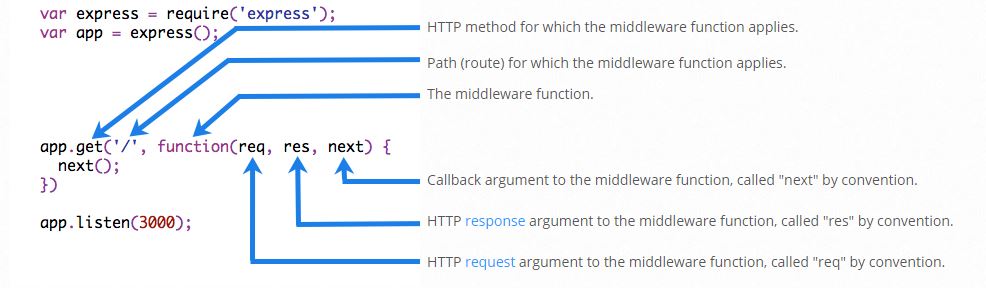 var express = require('express');
var app = express();
HTTP method for which the middleware function applies.
Path (route) for which the middleware function applies.
The middleware function.
app.get('/', function(req, res, next) {
  next();
})
Callback argument to the middleware function, called "next" by convention.
app.listen(3000);
HTTP response argument to the middleware function, called "res" by convention.
HTTP request argument to the middleware function, called "req" by convention.